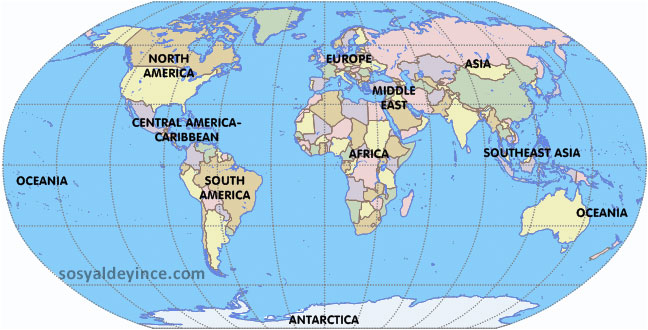 NORTH
AMERICA
EUROPE
ASIA
MIDDLE
EAST
CENTRAL AMERICA-
CARIBBEAN
AFRICA
SOUTHEAST ASIA
OCEANIA
SOUTH
AMERICA
OCEANIA
sosyaldeyince.com
ANTARCTICA